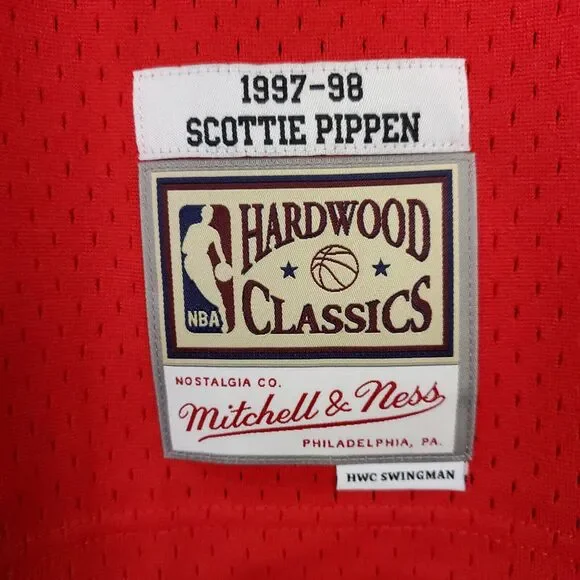 1997-98
SCOTTIE PIPPEN
HARDWOOD
NBA
CLASSICS
NOSTALGIA CO.
Mitchell & Ness
PHILADELPHIA, PA.
HWC SWINGMAN